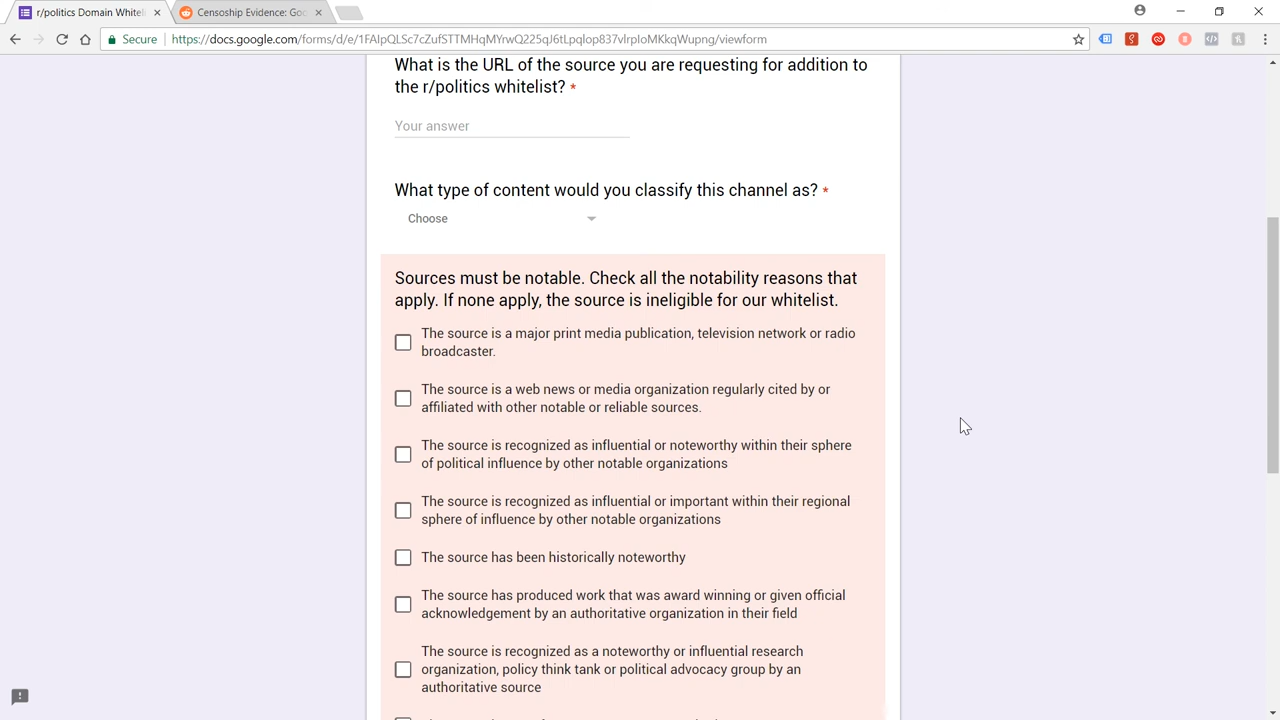 r/politics Domain Whiteli
Censoship Evidence: Goo
Secure
https://docs.google.com/forms/d/e/1FAIpQLSc7cZufSTTMHqMYrwQ225qJ6tLpqlop837vlrpIoMKkqWupng/viewform
What is the URL of the source you are requesting for addition to
the r/politics whitelist? *
Your answer
What type of content would you classify this channel as? *
Choose
Sources must be notable. Check all the notability reasons that
apply. If none apply, the source is ineligible for our whitelist.
The source is a major print media publication, television network or radio
broadcaster.
The source is a web news or media organization regularly cited by or
affiliated with other notable or reliable sources.
The source is recognized as influential or noteworthy within their sphere
of political influence by other notable organizations
The source is recognized as influential or important within their regional
sphere of influence by other notable organizations
The source has been historically noteworthy
The source has produced work that was award winning or given official
acknowledgement by an authoritative organization in their field
The source is recognized as a noteworthy or influential research
organization, policy think tank or political advocacy group by an
authoritative source